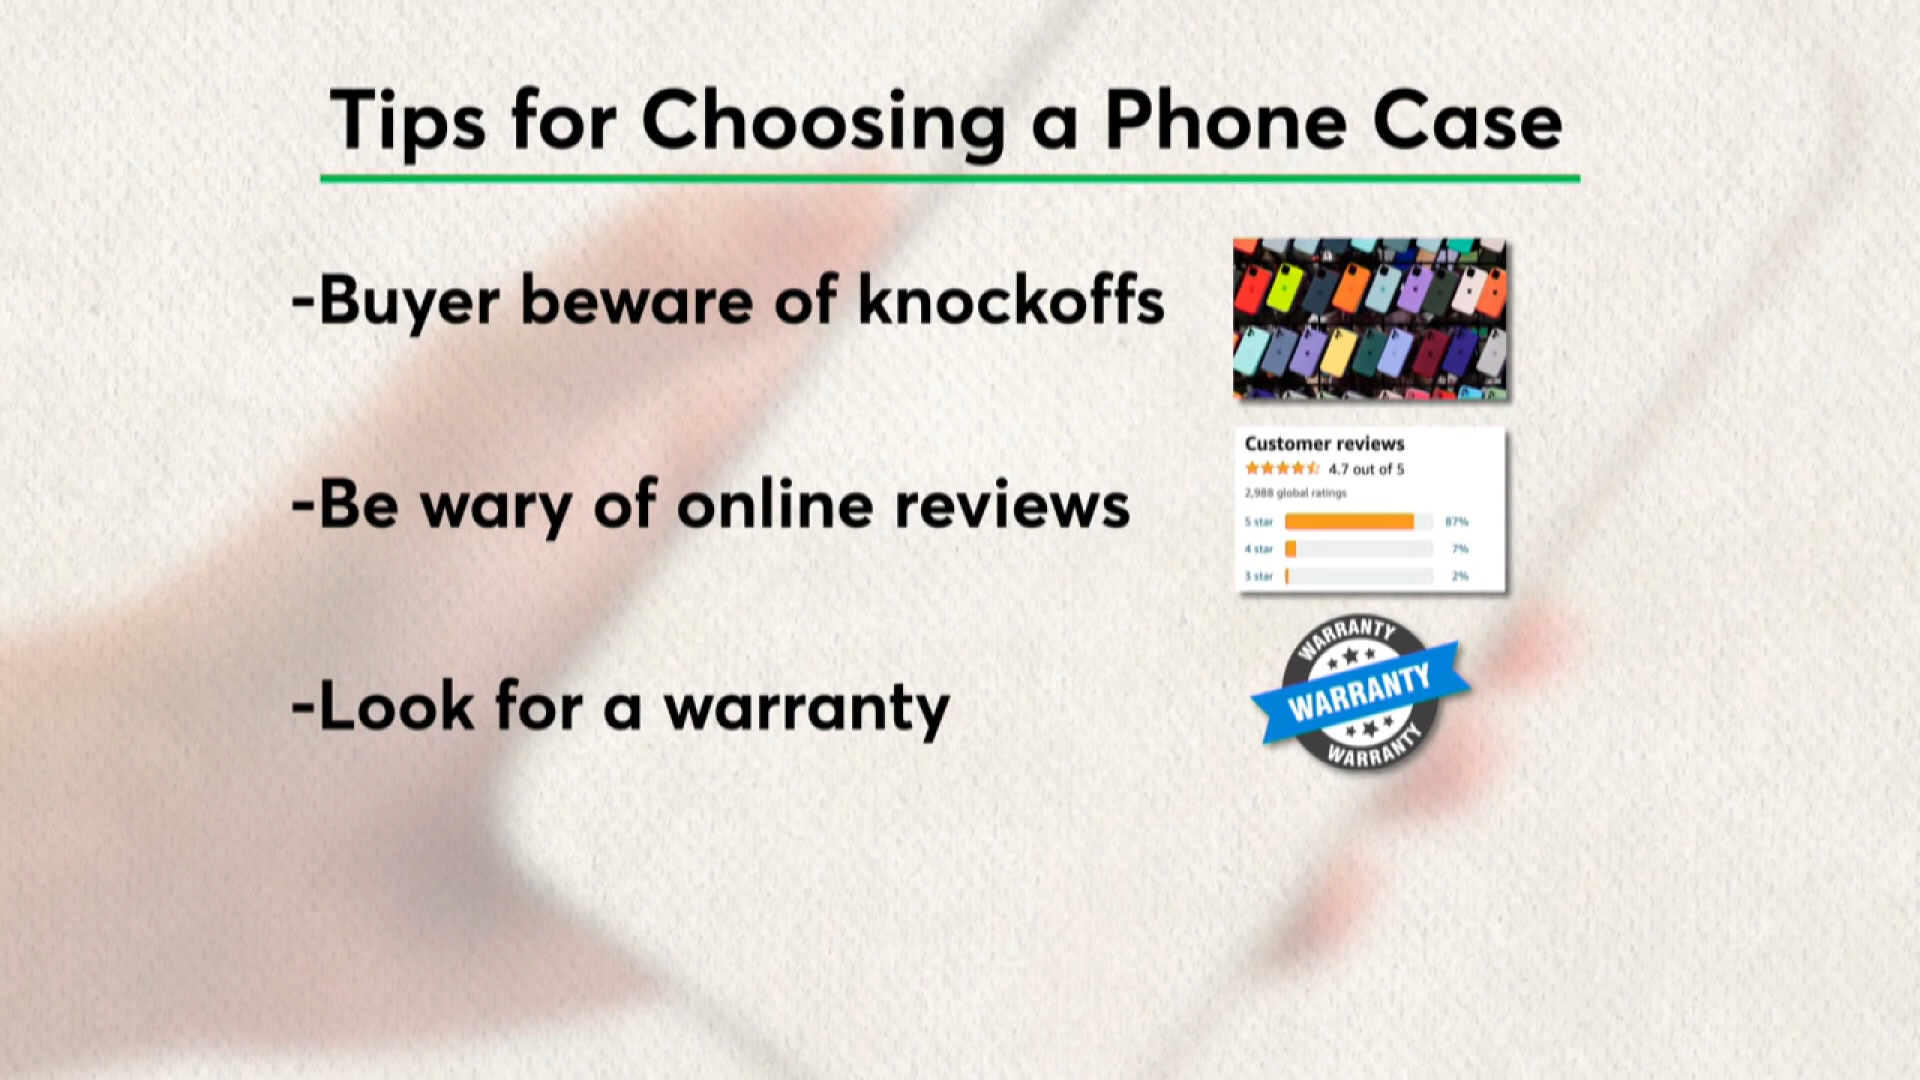 Tips for Choosing a Phone Case
-Buyer beware of knockoffs
-Be wary of online reviews
Customer reviews
4.7 out of 5
2,988 global ratings
5 star 87%
4 star 7%
3 star 2%
-Look for a warranty
WARRANTY
WARRANTY
WARRANTY